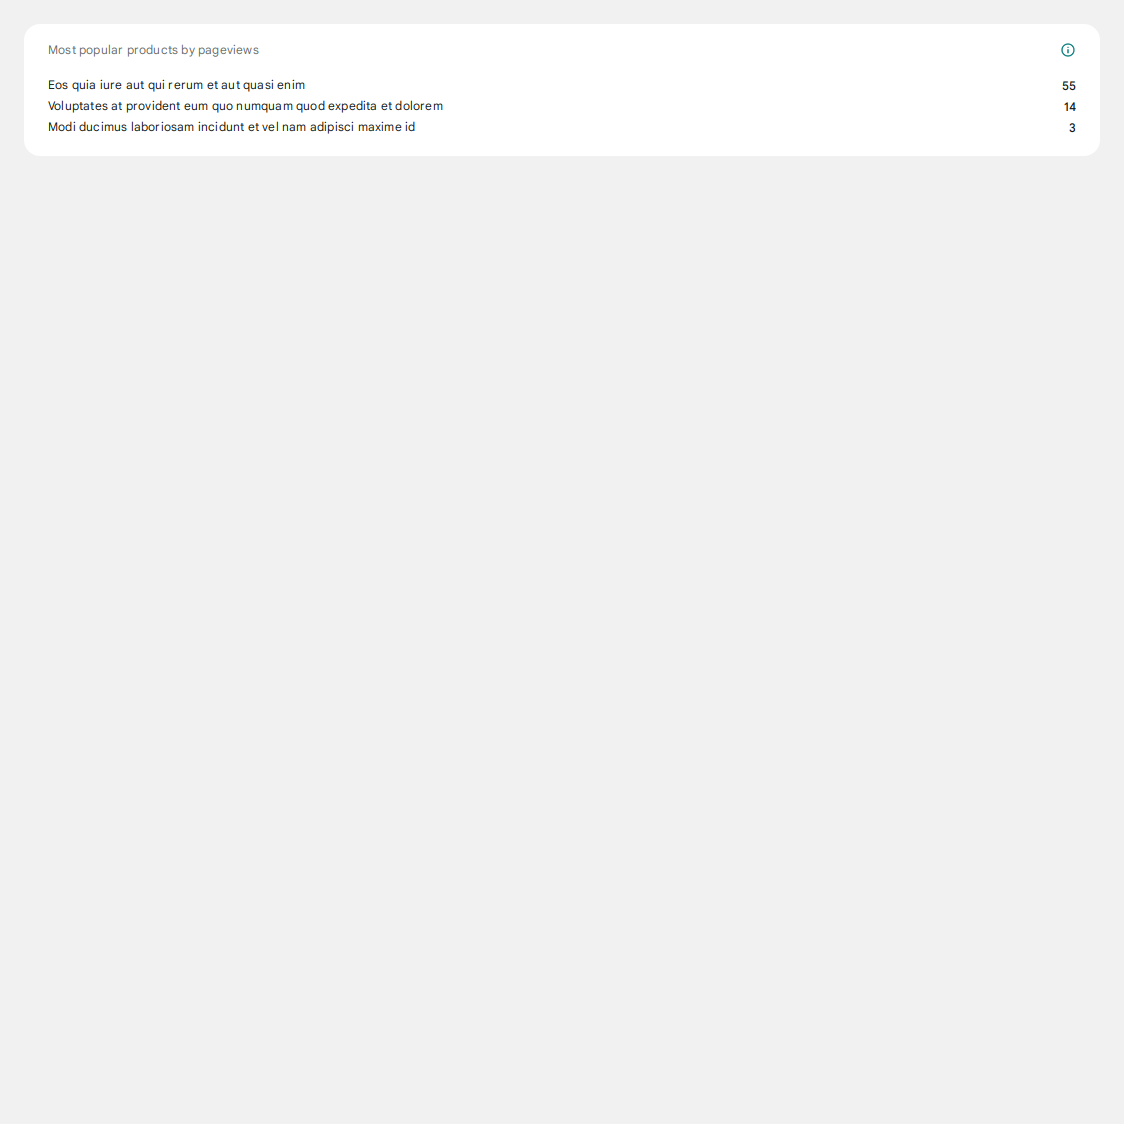 Most popular products by pageviews
Eos quia iure aut qui rerum et aut quasi enim 55
Voluptates at provident eum quo numquam quod expedita et dolorem 14
Modi ducimus laboriosam incidunt et vel nam adipisci maxime id 3